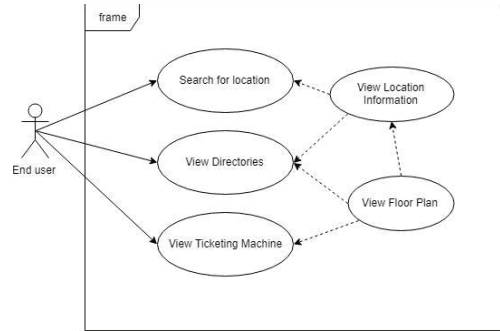 frame
Search for location
View Location
Information
End user
View Directories
View Floor Plan
View Ticketing Machine